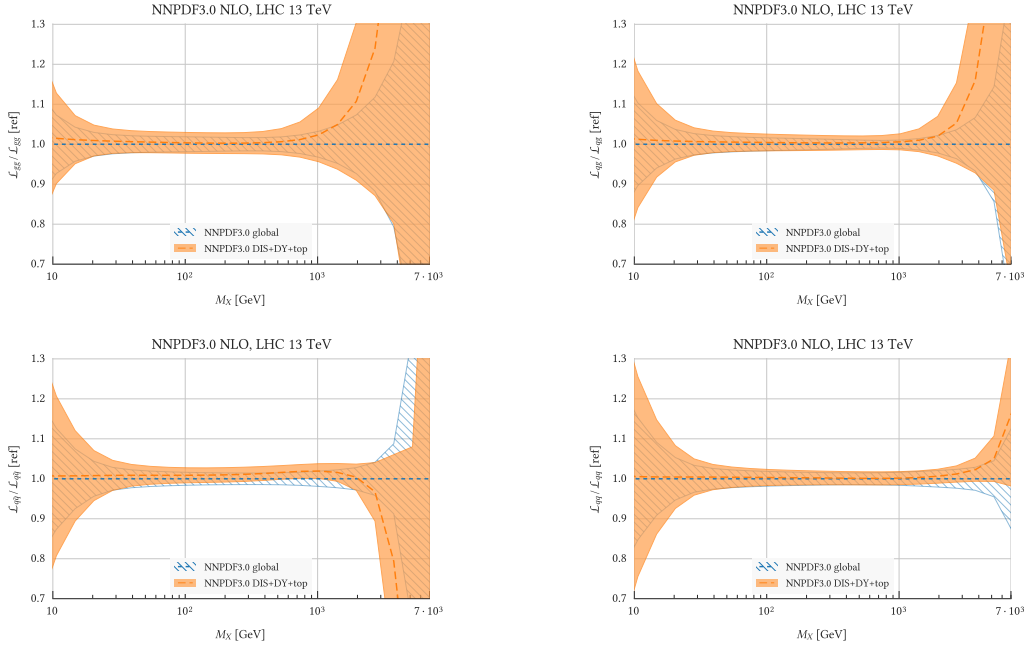 NNPDF3.0 NLO, LHC 13 TeV
1.3
1.2
1.1
1.0
0.9
0.8
0.7
ℒgg / ℒgg [ref]
NNPDF3.0 global
NNPDF3.0 DIS+DY+top
10
10²
10³
7 · 10³
M_X [GeV]
NNPDF3.0 NLO, LHC 13 TeV
1.3
1.2
1.1
1.0
0.9
0.8
0.7
ℒqg / ℒqg [ref]
NNPDF3.0 global
NNPDF3.0 DIS+DY+top
10
10²
10³
7 · 10³
M_X [GeV]
NNPDF3.0 NLO, LHC 13 TeV
1.3
1.2
1.1
1.0
0.9
0.8
0.7
ℒqq̄ / ℒqq̄ [ref]
NNPDF3.0 global
NNPDF3.0 DIS+DY+top
10
10²
10³
7 · 10³
M_X [GeV]
NNPDF3.0 NLO, LHC 13 TeV
1.3
1.2
1.1
1.0
0.9
0.8
0.7
ℒqq / ℒqq [ref]
NNPDF3.0 global
NNPDF3.0 DIS+DY+top
10
10²
10³
7 · 10³
M_X [GeV]